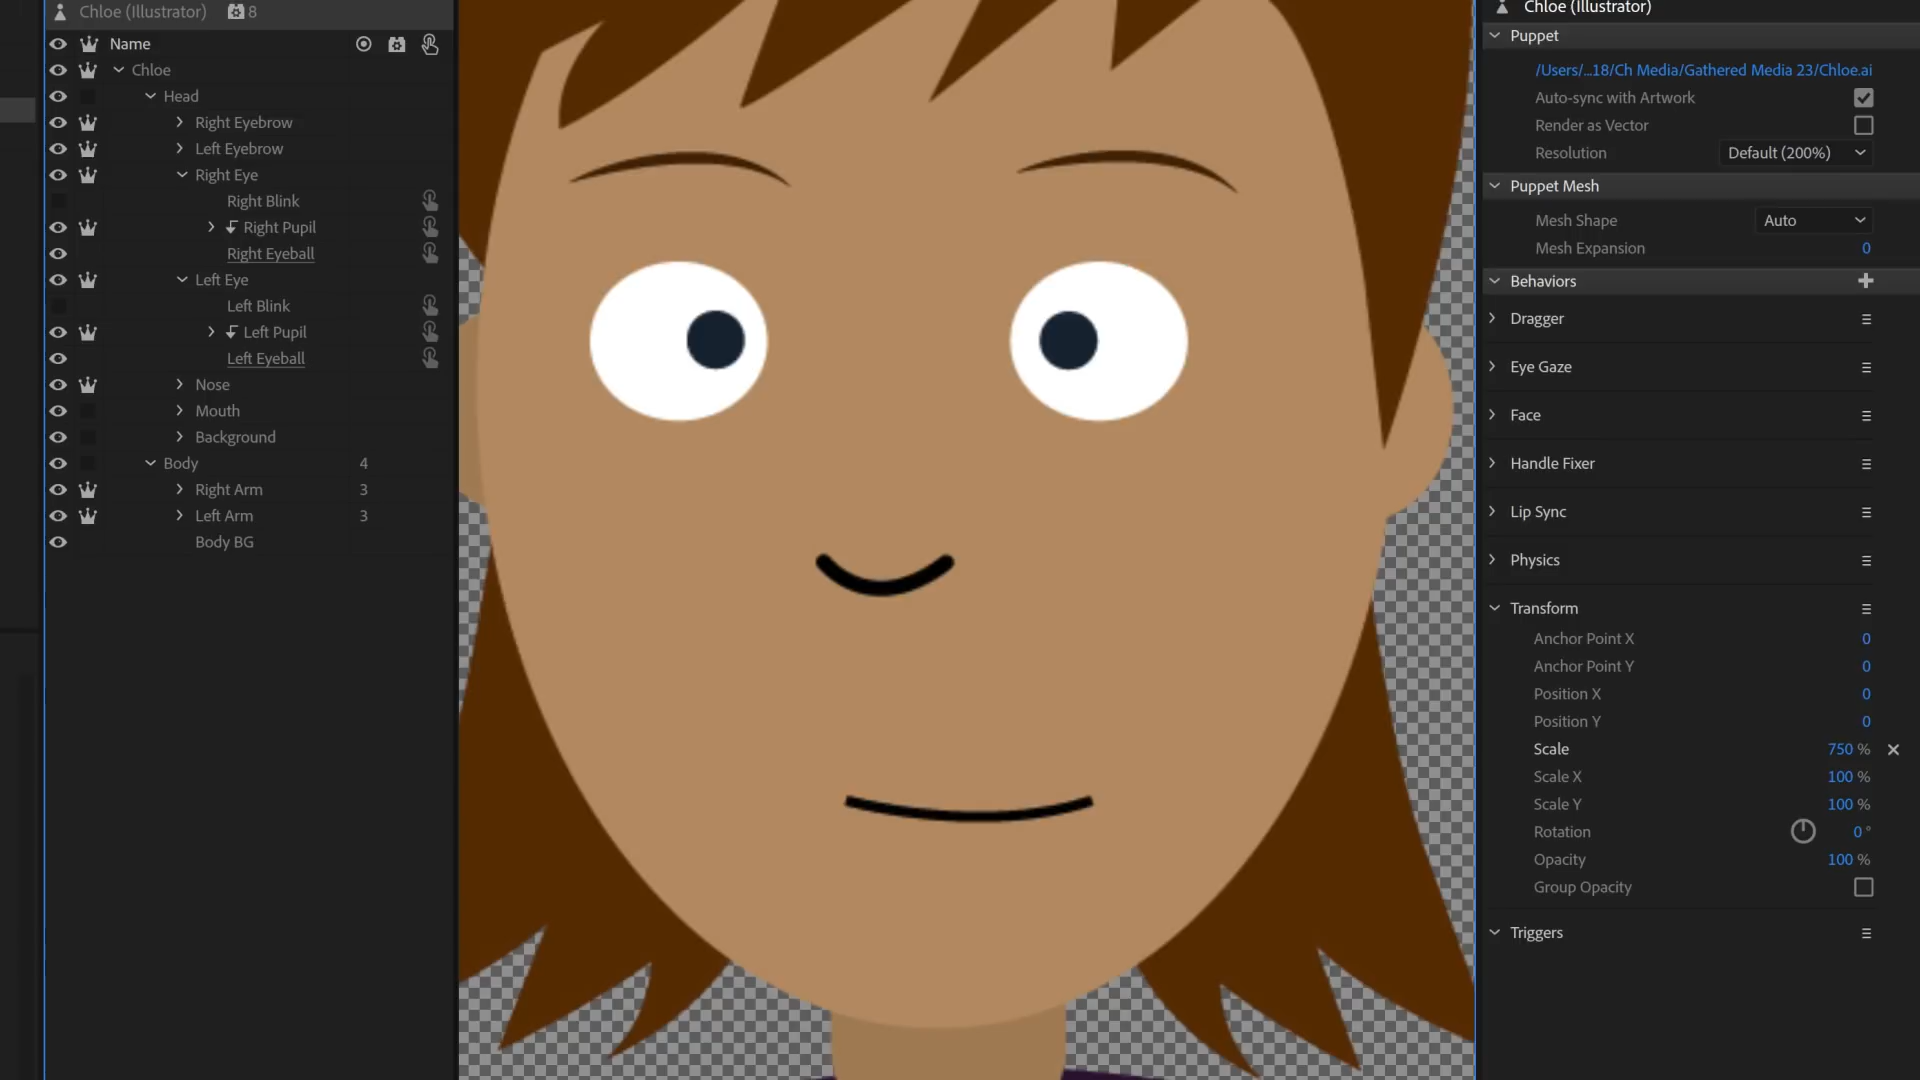 Chloe (Illustrator) 8
Name
Chloe
Head
Right Eyebrow
Left Eyebrow
Right Eye
Right Blink
Right Pupil
Right Eyeball
Left Eye
Left Blink
Left Pupil
Left Eyeball
Nose
Mouth
Background
Body 4
Right Arm 3
Left Arm 3
Body BG
Chloe (Illustrator)
Puppet
/Users/...18/Ch Media/Gathered Media 23/Chloe.ai
Auto-sync with Artwork
Render as Vector
Resolution Default (200%)
Puppet Mesh
Mesh Shape Auto
Mesh Expansion 0
Behaviors
Dragger
Eye Gaze
Face
Handle Fixer
Lip Sync
Physics
Transform
Anchor Point X 0
Anchor Point Y 0
Position X 0
Position Y 0
Scale 750 %
Scale X 100 %
Scale Y 100 %
Rotation 0 °
Opacity 100 %
Group Opacity
Triggers